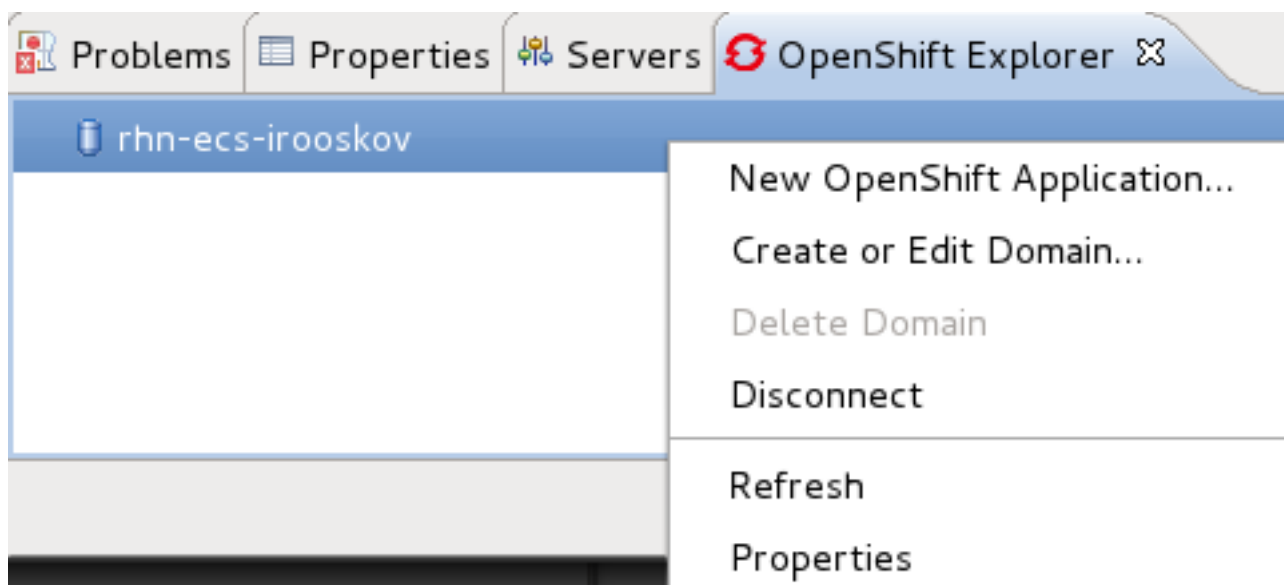 Problems Properties Servers OpenShift Explorer
rhn-ecs-irooskov
New OpenShift Application...
Create or Edit Domain...
Delete Domain
Disconnect
Refresh
Properties